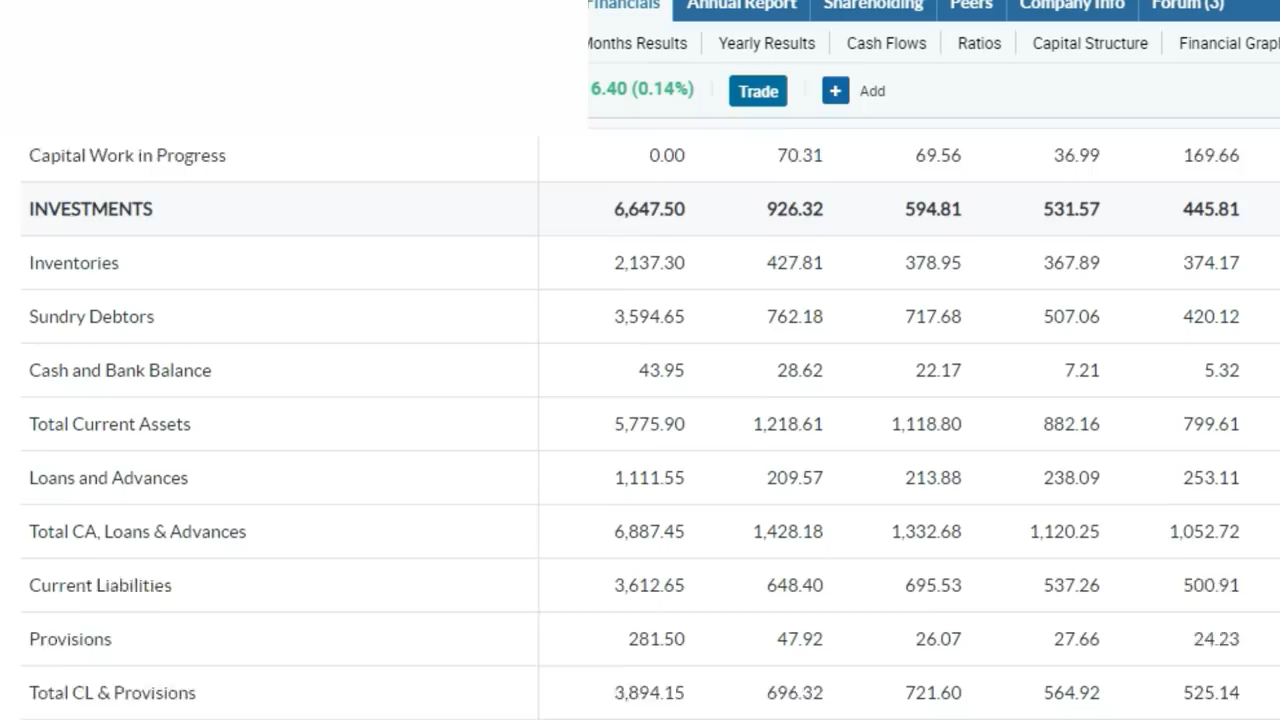 Financials Annual Report Shareholding Peers Company Info Forum (3)
Months Results Yearly Results Cash Flows Ratios Capital Structure Financial
6.40 (0.14%) Trade + Add
Capital Work in Progress 0.00 70.31 69.56 36.99 169.66
INVESTMENTS 6,647.50 926.32 594.81 531.57 445.81
Inventories 2,137.30 427.81 378.95 367.89 374.17
Sundry Debtors 3,594.65 762.18 717.68 507.06 420.12
Cash and Bank Balance 43.95 28.62 22.17 7.21 5.32
Total Current Assets 5,775.90 1,218.61 1,118.80 882.16 799.61
Loans and Advances 1,111.55 209.57 213.88 238.09 253.11
Total CA, Loans & Advances 6,887.45 1,428.18 1,332.68 1,120.25 1,052.72
Current Liabilities 3,612.65 648.40 695.53 537.26 500.91
Provisions 281.50 47.92 26.07 27.66 24.23
Total CL & Provisions 3,894.15 696.32 721.60 564.92 525.14